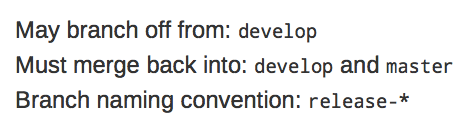 May branch off from: develop
Must merge back into: develop and master
Branch naming convention: release-*